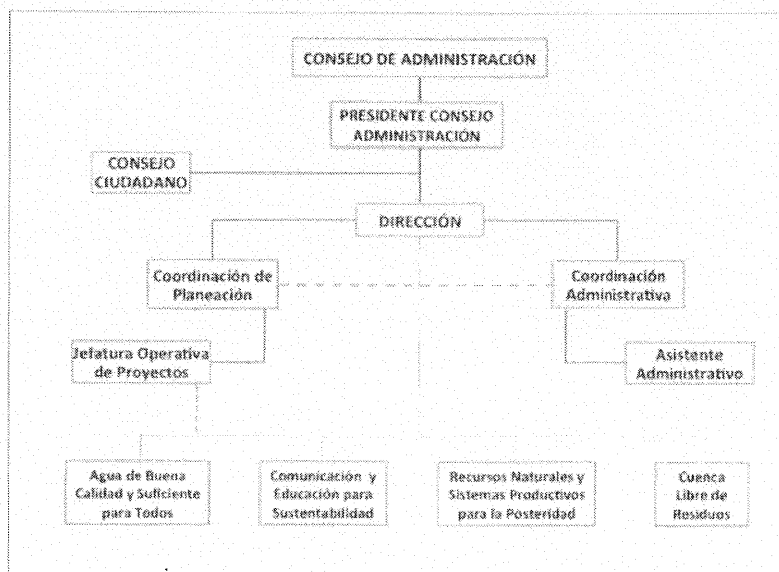 CONSEJO DE ADMINISTRACIÓN
PRESIDENTE CONSEJO
ADMINISTRACIÓN
CONSEJO
CIUDADANO
DIRECCIÓN
Coordinación de
Planeación
Coordinación
Administrativa
Jefatura Operativa
de Proyectos
Asistente
Administrativo
Agua de Buena
Calidad y Suficiente
para Todos
Comunicación y
Educación para
Sustentabilidad
Recursos Naturales y
Sistemas Productivos
para la Posteridad
Cuenca
Libre de
Residuos